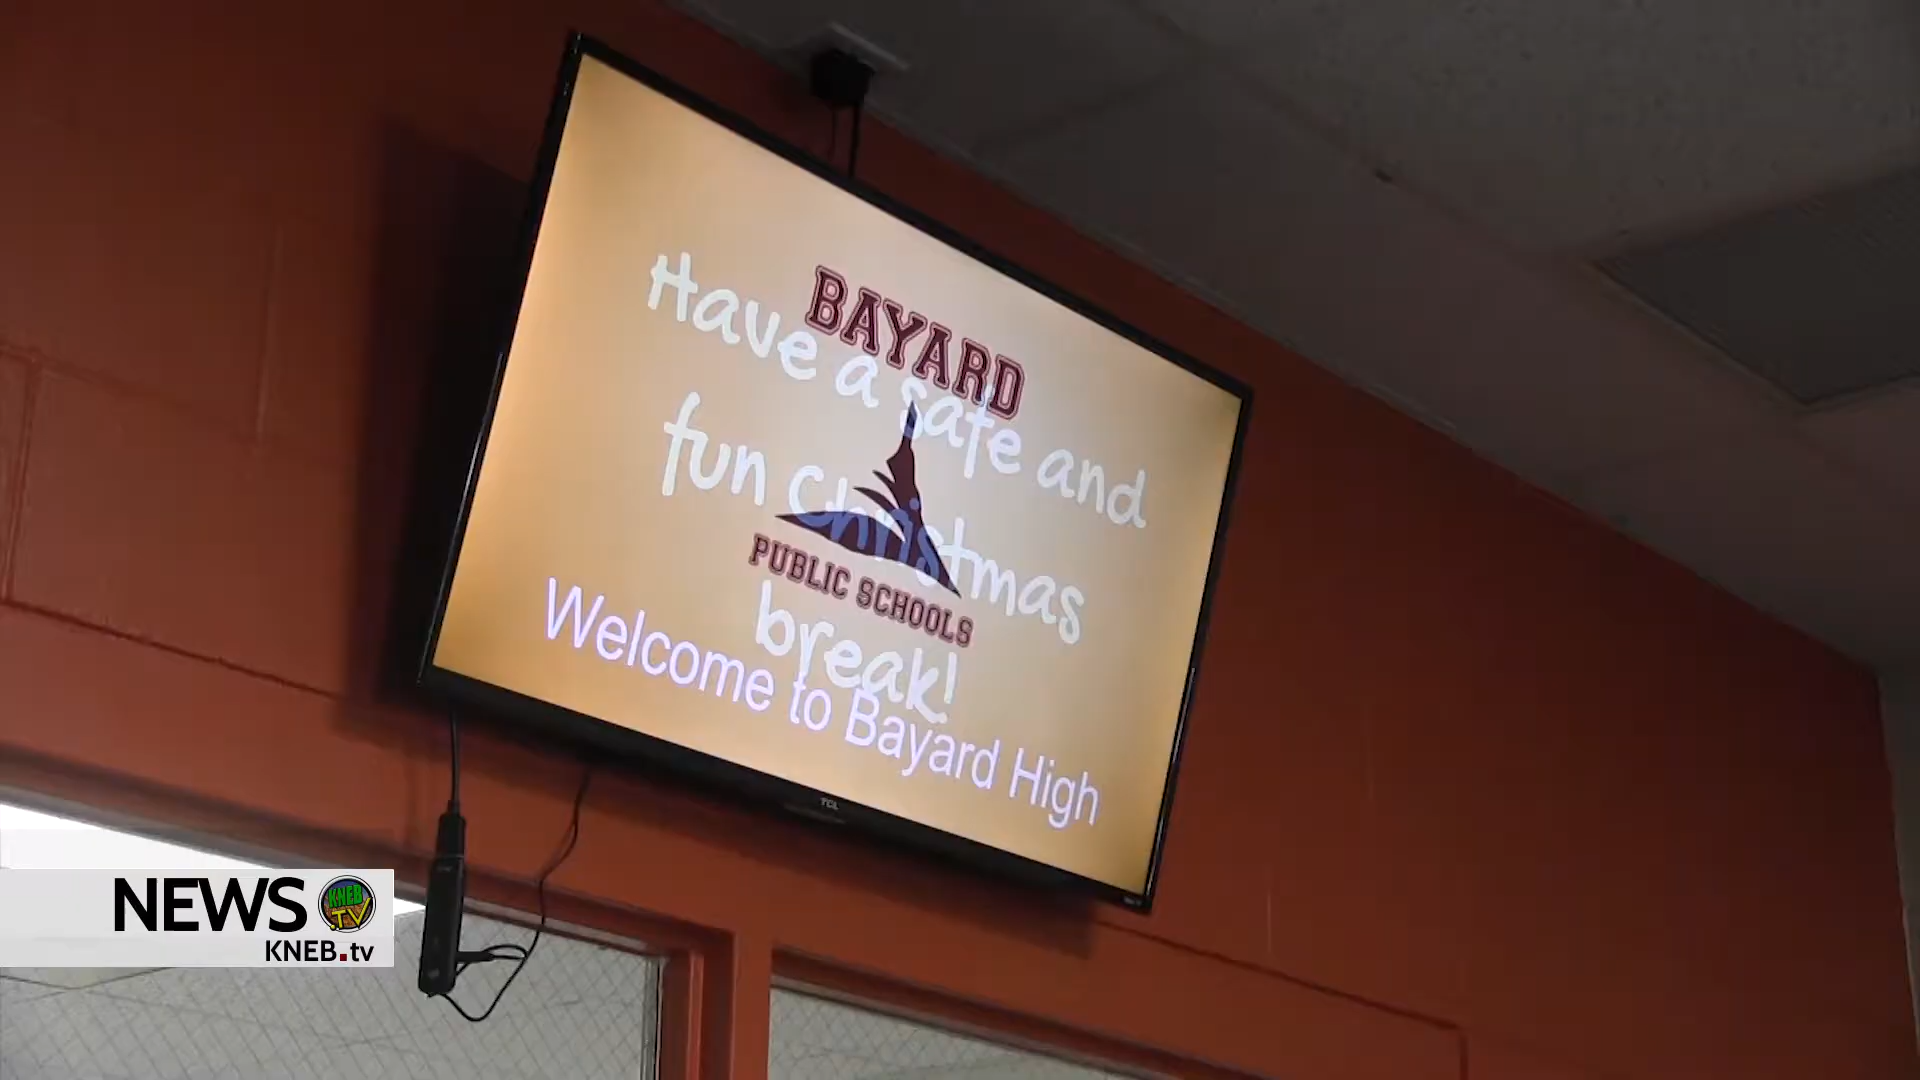 BAYARD
Have a safe and
fun Christmas
PUBLIC SCHOOLS
break!
Welcome to Bayard High
TCL
NEWS
KNEB
.TV
KNEB.tv